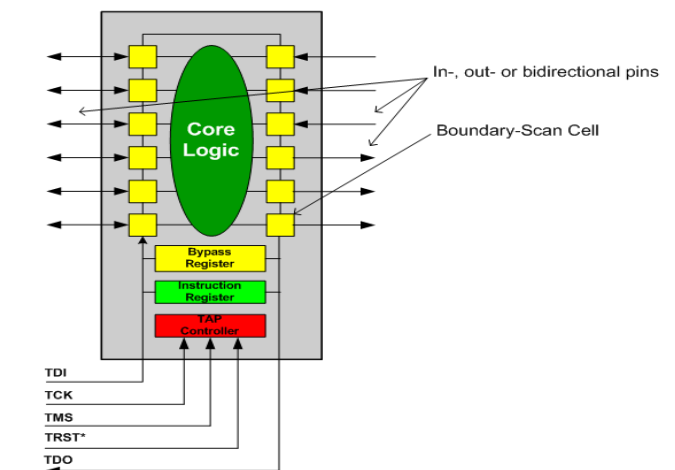 In-, out- or bidirectional pins
Boundary-Scan Cell
Core
Logic
Bypass
Register
Instruction
Register
TAP
Controller
TDI
TCK
TMS
TRST*
TDO